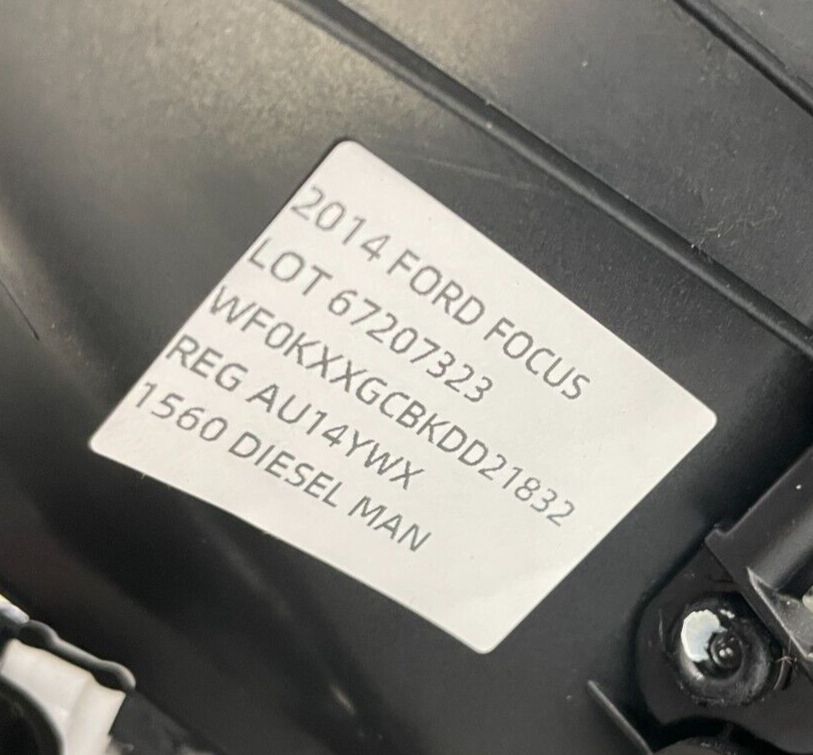 2014 FORD FOCUS
LOT 67207323
WF0KXXGCBKDD21832
REG AU14YWX
1560 DIESEL MAN